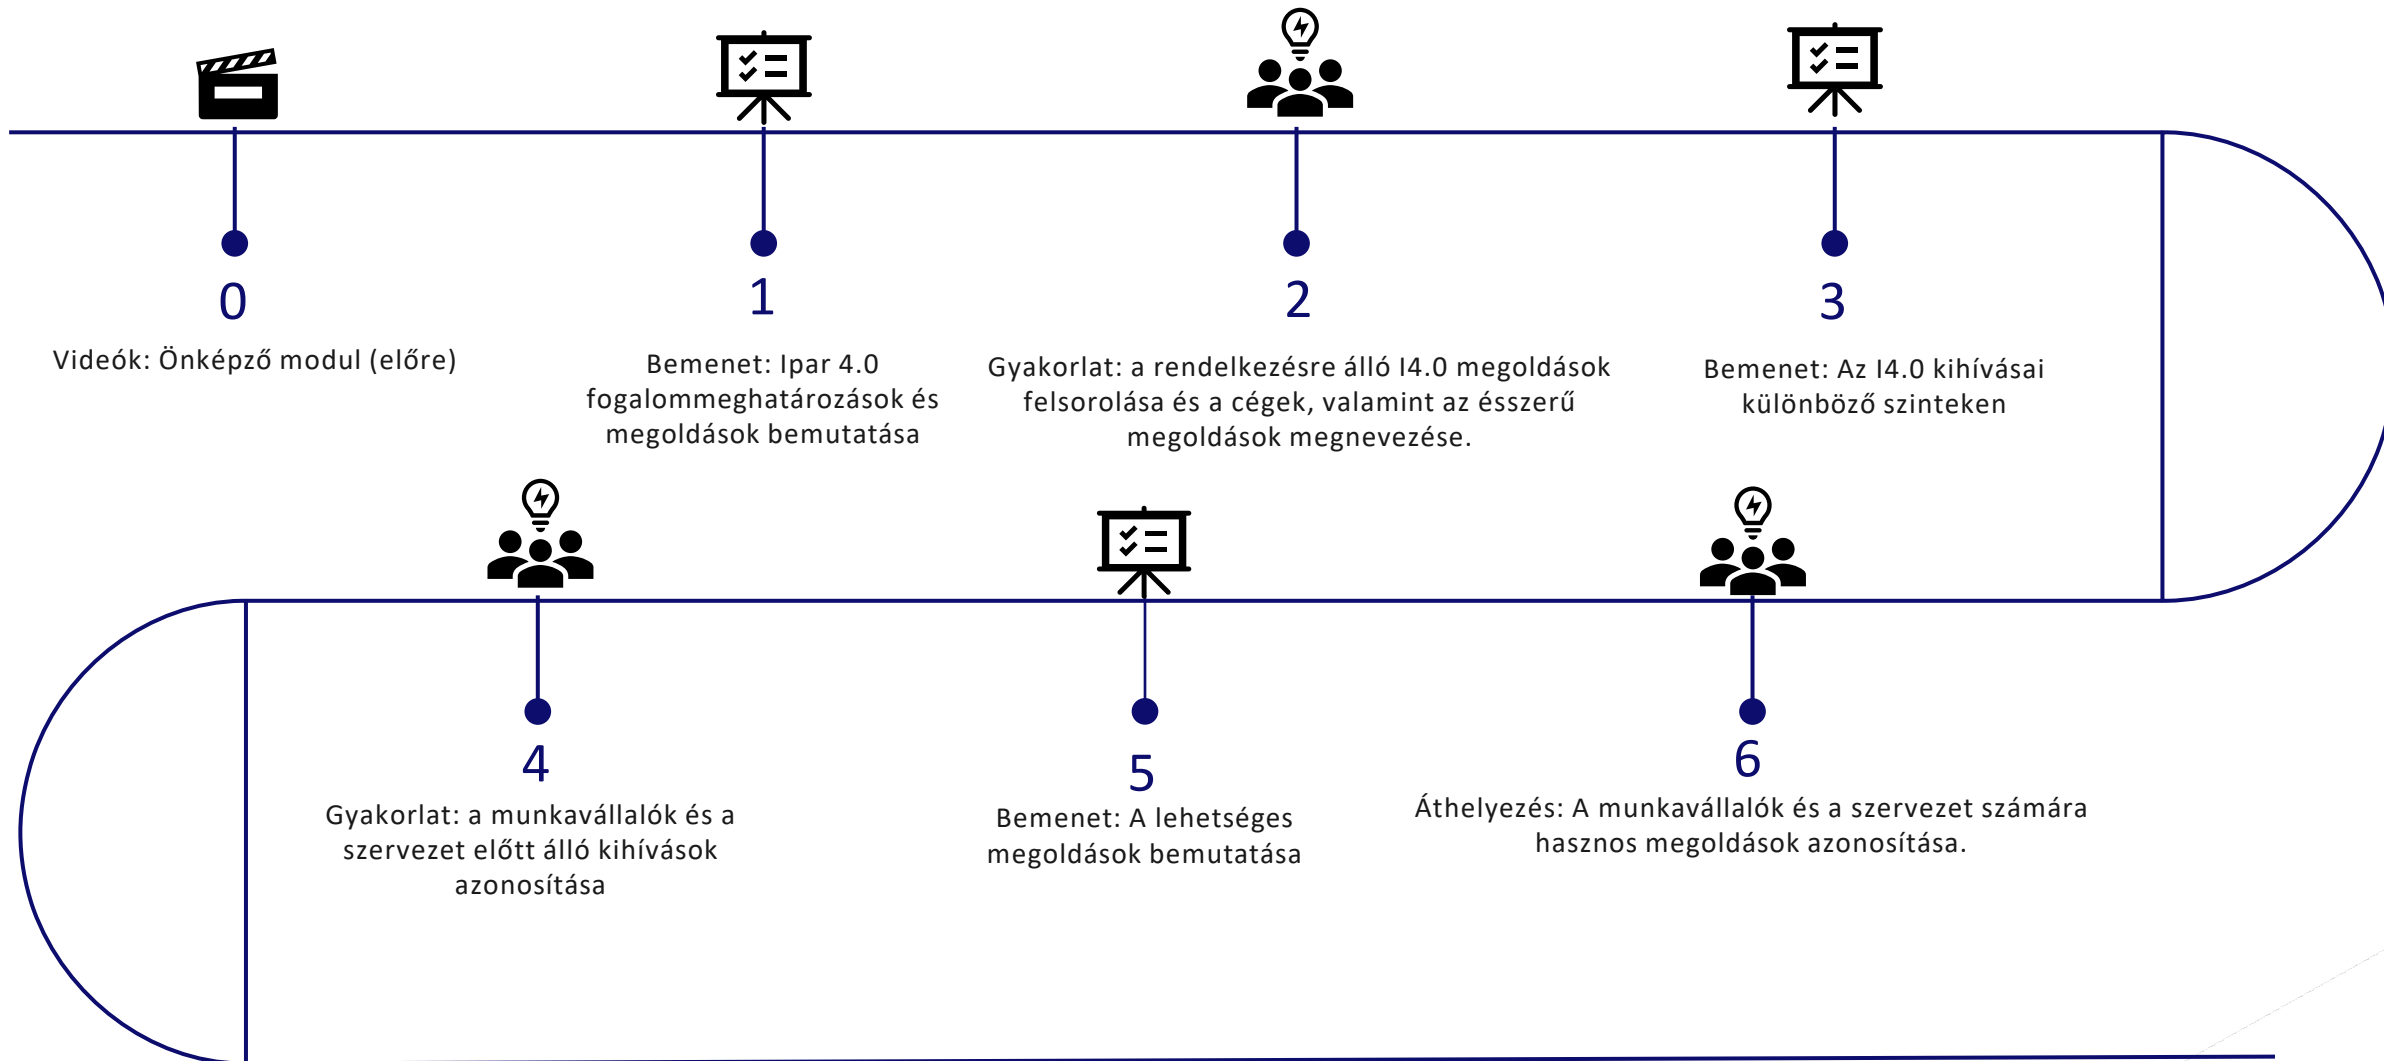 0
Videók: Önképző modul (előre)
1
Bemenet: Ipar 4.0
fogalommeghatározások és
megoldások bemutatása
2
Gyakorlat: a rendelkezésre álló I4.0 megoldások
felsorolása és a cégek, valamint az ésszerű
megoldások megnevezése.
3
Bemenet: Az I4.0 kihívásai
különböző szinteken
4
Gyakorlat: a munkavállalók és a
szervezet előtt álló kihívások
azonosítása
5
Bemenet: A lehetséges
megoldások bemutatása
6
Áthelyezés: A munkavállalók és a szervezet számára
hasznos megoldások azonosítása.